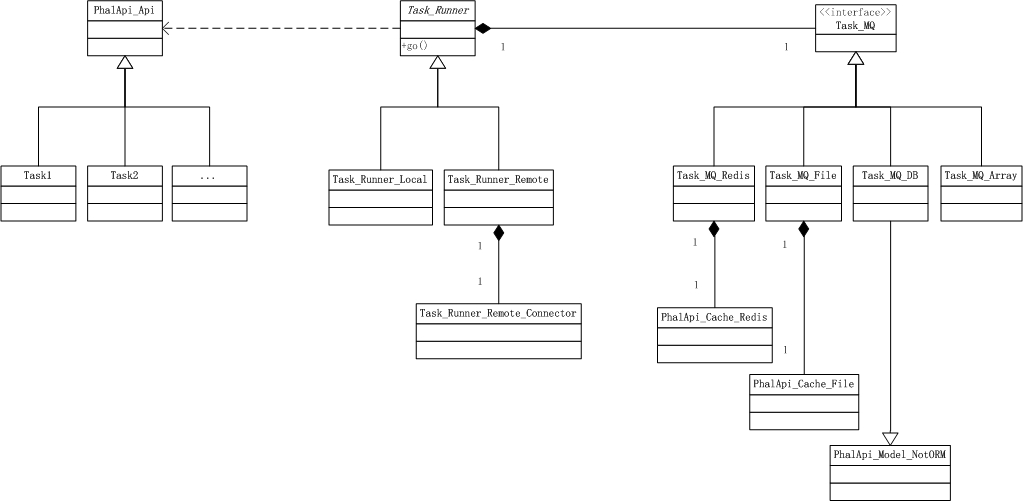 PhalApi_Api
Task_Runner
+go()
1
1
<<interface>>
Task_MQ
Task1
Task2
...
Task_Runner_Local
Task_Runner_Remote
Task_MQ_Redis
Task_MQ_File
Task_MQ_DB
Task_MQ_Array
1
1
Task_Runner_Remote_Connector
1
1
PhalApi_Cache_Redis
1
1
PhalApi_Cache_File
PhalApi_Model_NotORM